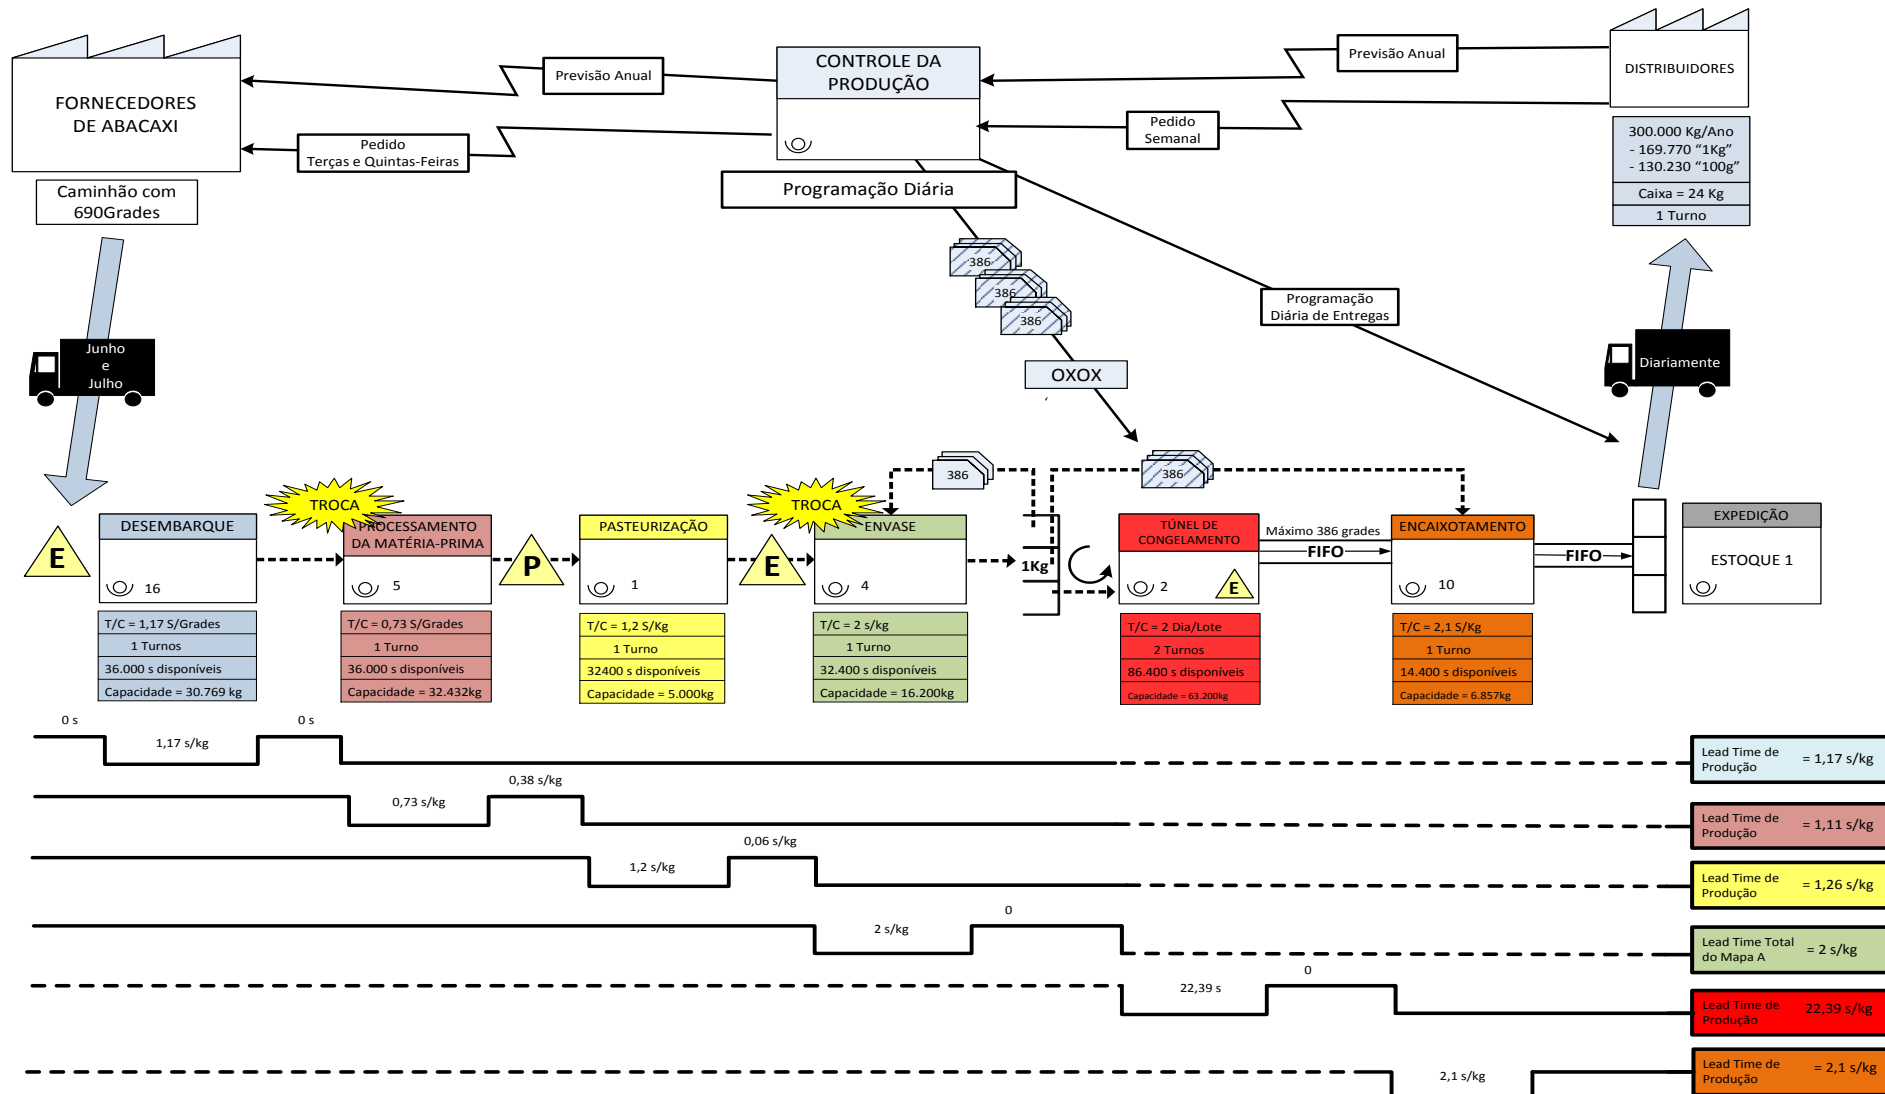 FORNECEDORES
DE ABACAXI
Previsão Anual
CONTROLE DA
PRODUÇÃO
Previsão Anual
DISTRIBUIDORES
Pedido
Terças e Quintas-Feiras
Pedido
Semanal
300.000 Kg/Ano
- 169.770 “1Kg”
- 130.230 “100g”
Caixa = 24 Kg
1 Turno
Caminhão com
690Grades
Programação Diária
386
386
386
OXOX
,
Programação
Diária de Entregas
Junho
e
Julho
Diariamente
386
386
TROCA
TROCA
E
DESEMBARQUE
16
PROCESSAMENTO
DA MATÉRIA-PRIMA
5
P
PASTEURIZAÇÃO
1
E
ENVASE
4
1Kg
TÚNEL DE
CONGELAMENTO
2
E
Máximo 386 grades
FIFO
ENCAIXOTAMENTO
10
FIFO
EXPEDIÇÃO
ESTOQUE 1
T/C = 1,17 S/Grades
1 Turnos
36.000 s disponíveis
Capacidade = 30.769 kg
T/C = 0,73 S/Grades
1 Turno
36.000 s disponíveis
Capacidade = 32.432kg
T/C = 1,2 S/Kg
1 Turno
32400 s disponíveis
Capacidade = 5.000kg
T/C = 2 s/kg
1 Turno
32.400 s disponíveis
Capacidade = 16.200kg
T/C = 2 Dia/Lote
2 Turnos
86.400 s disponíveis
Capacidade = 63.200kg
T/C = 2,1 S/Kg
1 Turno
14.400 s disponíveis
Capacidade = 6.857kg
0 s
1,17 s/kg
0 s
Lead Time de
Produção = 1,17 s/kg
0,73 s/kg
0,38 s/kg
Lead Time de
Produção = 1,11 s/kg
1,2 s/kg
0,06 s/kg
Lead Time de
Produção = 1,26 s/kg
2 s/kg
0
Lead Time Total
do Mapa A = 2 s/kg
22,39 s
0
Lead Time de
Produção 22,39 s/kg
2,1 s/kg
Lead Time de
Produção = 2,1 s/kg